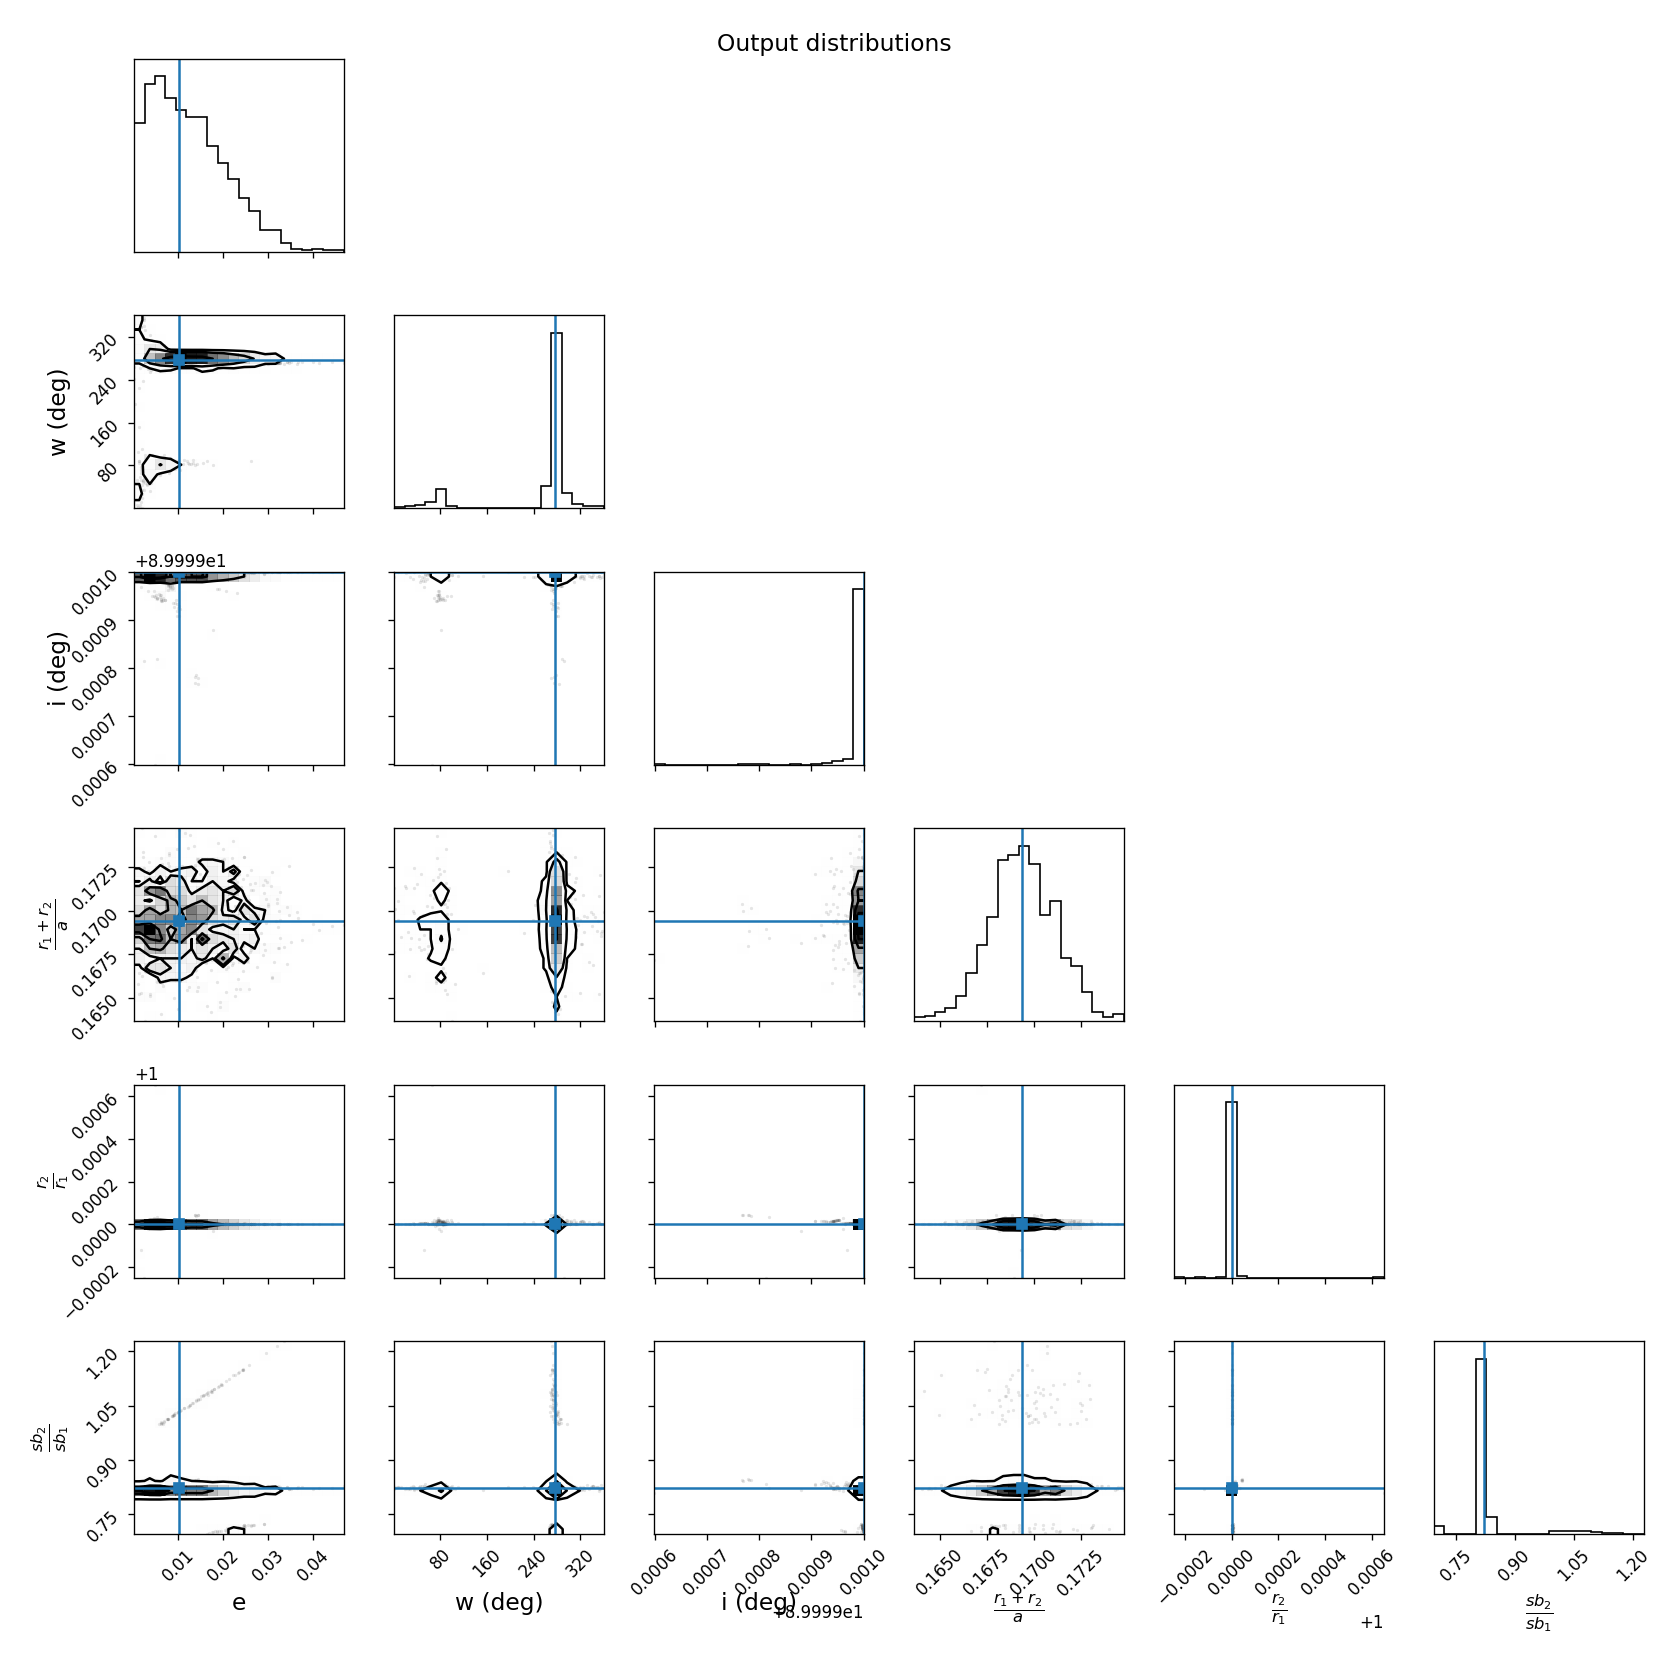 Output distributions
w (deg)
320
240
160
80
+8.9999e1
i (deg)
0.0010
0.0009
0.0008
0.0007
0.0006
r₁ + r₂
a
0.1725
0.1700
0.1675
0.1650
+1
r₂
r₁
0.0006
0.0004
0.0002
0.0000
−0.0002
sb₂
sb₁
1.20
1.05
0.90
0.75
0.01 0.02 0.03 0.04
80 160 240 320
0.0006 0.0007 0.0008 0.0009 0.0010
0.1650 0.1675 0.1700 0.1725
−0.0002 0.0000 0.0002 0.0004 0.0006
0.75 0.90 1.05 1.20
e
w (deg)
i (deg)
+8.9999e1
r₁ + r₂
a
r₂
r₁
+1
sb₂
sb₁